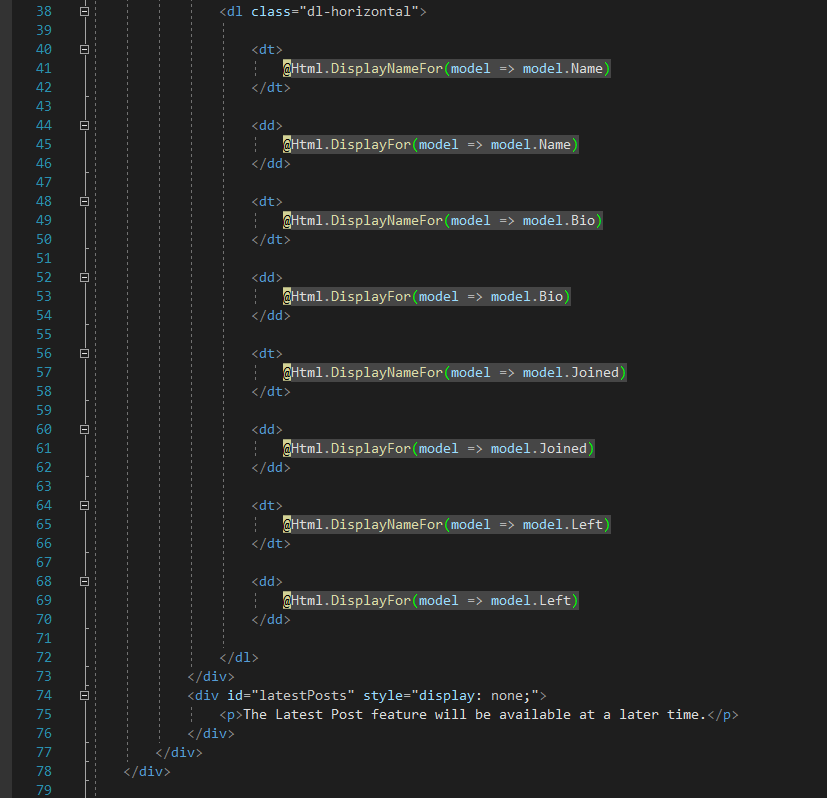 38 <dl class="dl-horizontal">
39
40 <dt>
41 @Html.DisplayNameFor(model => model.Name)
42 </dt>
43
44 <dd>
45 @Html.DisplayFor(model => model.Name)
46 </dd>
47
48 <dt>
49 @Html.DisplayNameFor(model => model.Bio)
50 </dt>
51
52 <dd>
53 @Html.DisplayFor(model => model.Bio)
54 </dd>
55
56 <dt>
57 @Html.DisplayNameFor(model => model.Joined)
58 </dt>
59
60 <dd>
61 @Html.DisplayFor(model => model.Joined)
62 </dd>
63
64 <dt>
65 @Html.DisplayNameFor(model => model.Left)
66 </dt>
67
68 <dd>
69 @Html.DisplayFor(model => model.Left)
70 </dd>
71
72 </dl>
73 </div>
74 <div id="latestPosts" style="display: none;">
75 <p>The Latest Post feature will be available at a later time.</p>
76 </div>
77 </div>
78 </div>
79